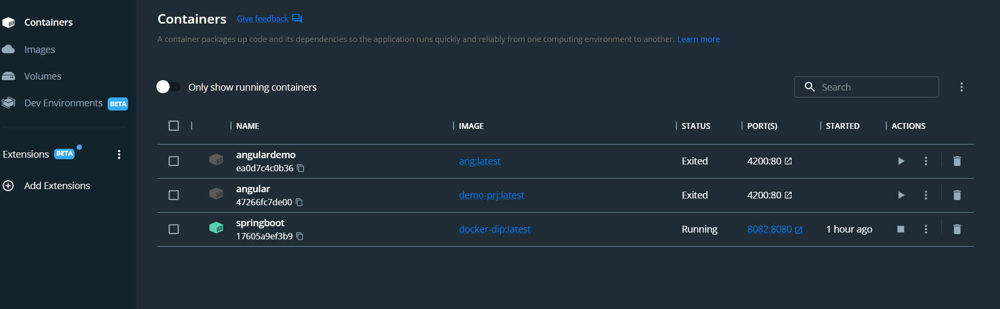 Containers
Images
Volumes
Dev Environments BETA
Extensions BETA
Add Extensions
Containers Give feedback
A container packages up code and its dependencies so the application runs quickly and reliably from one computing environment to another. Learn more
Only show running containers
Search
NAME IMAGE STATUS PORT(S) STARTED ACTIONS
angulardemo
ea0d7c4c0b36
ang:latest Exited 4200:80
angular
47266fc7de00
demo-prj:latest Exited 4200:80
springboot
17605a9ef3b9
docker-dip:latest Running 8082:8080 1 hour ago